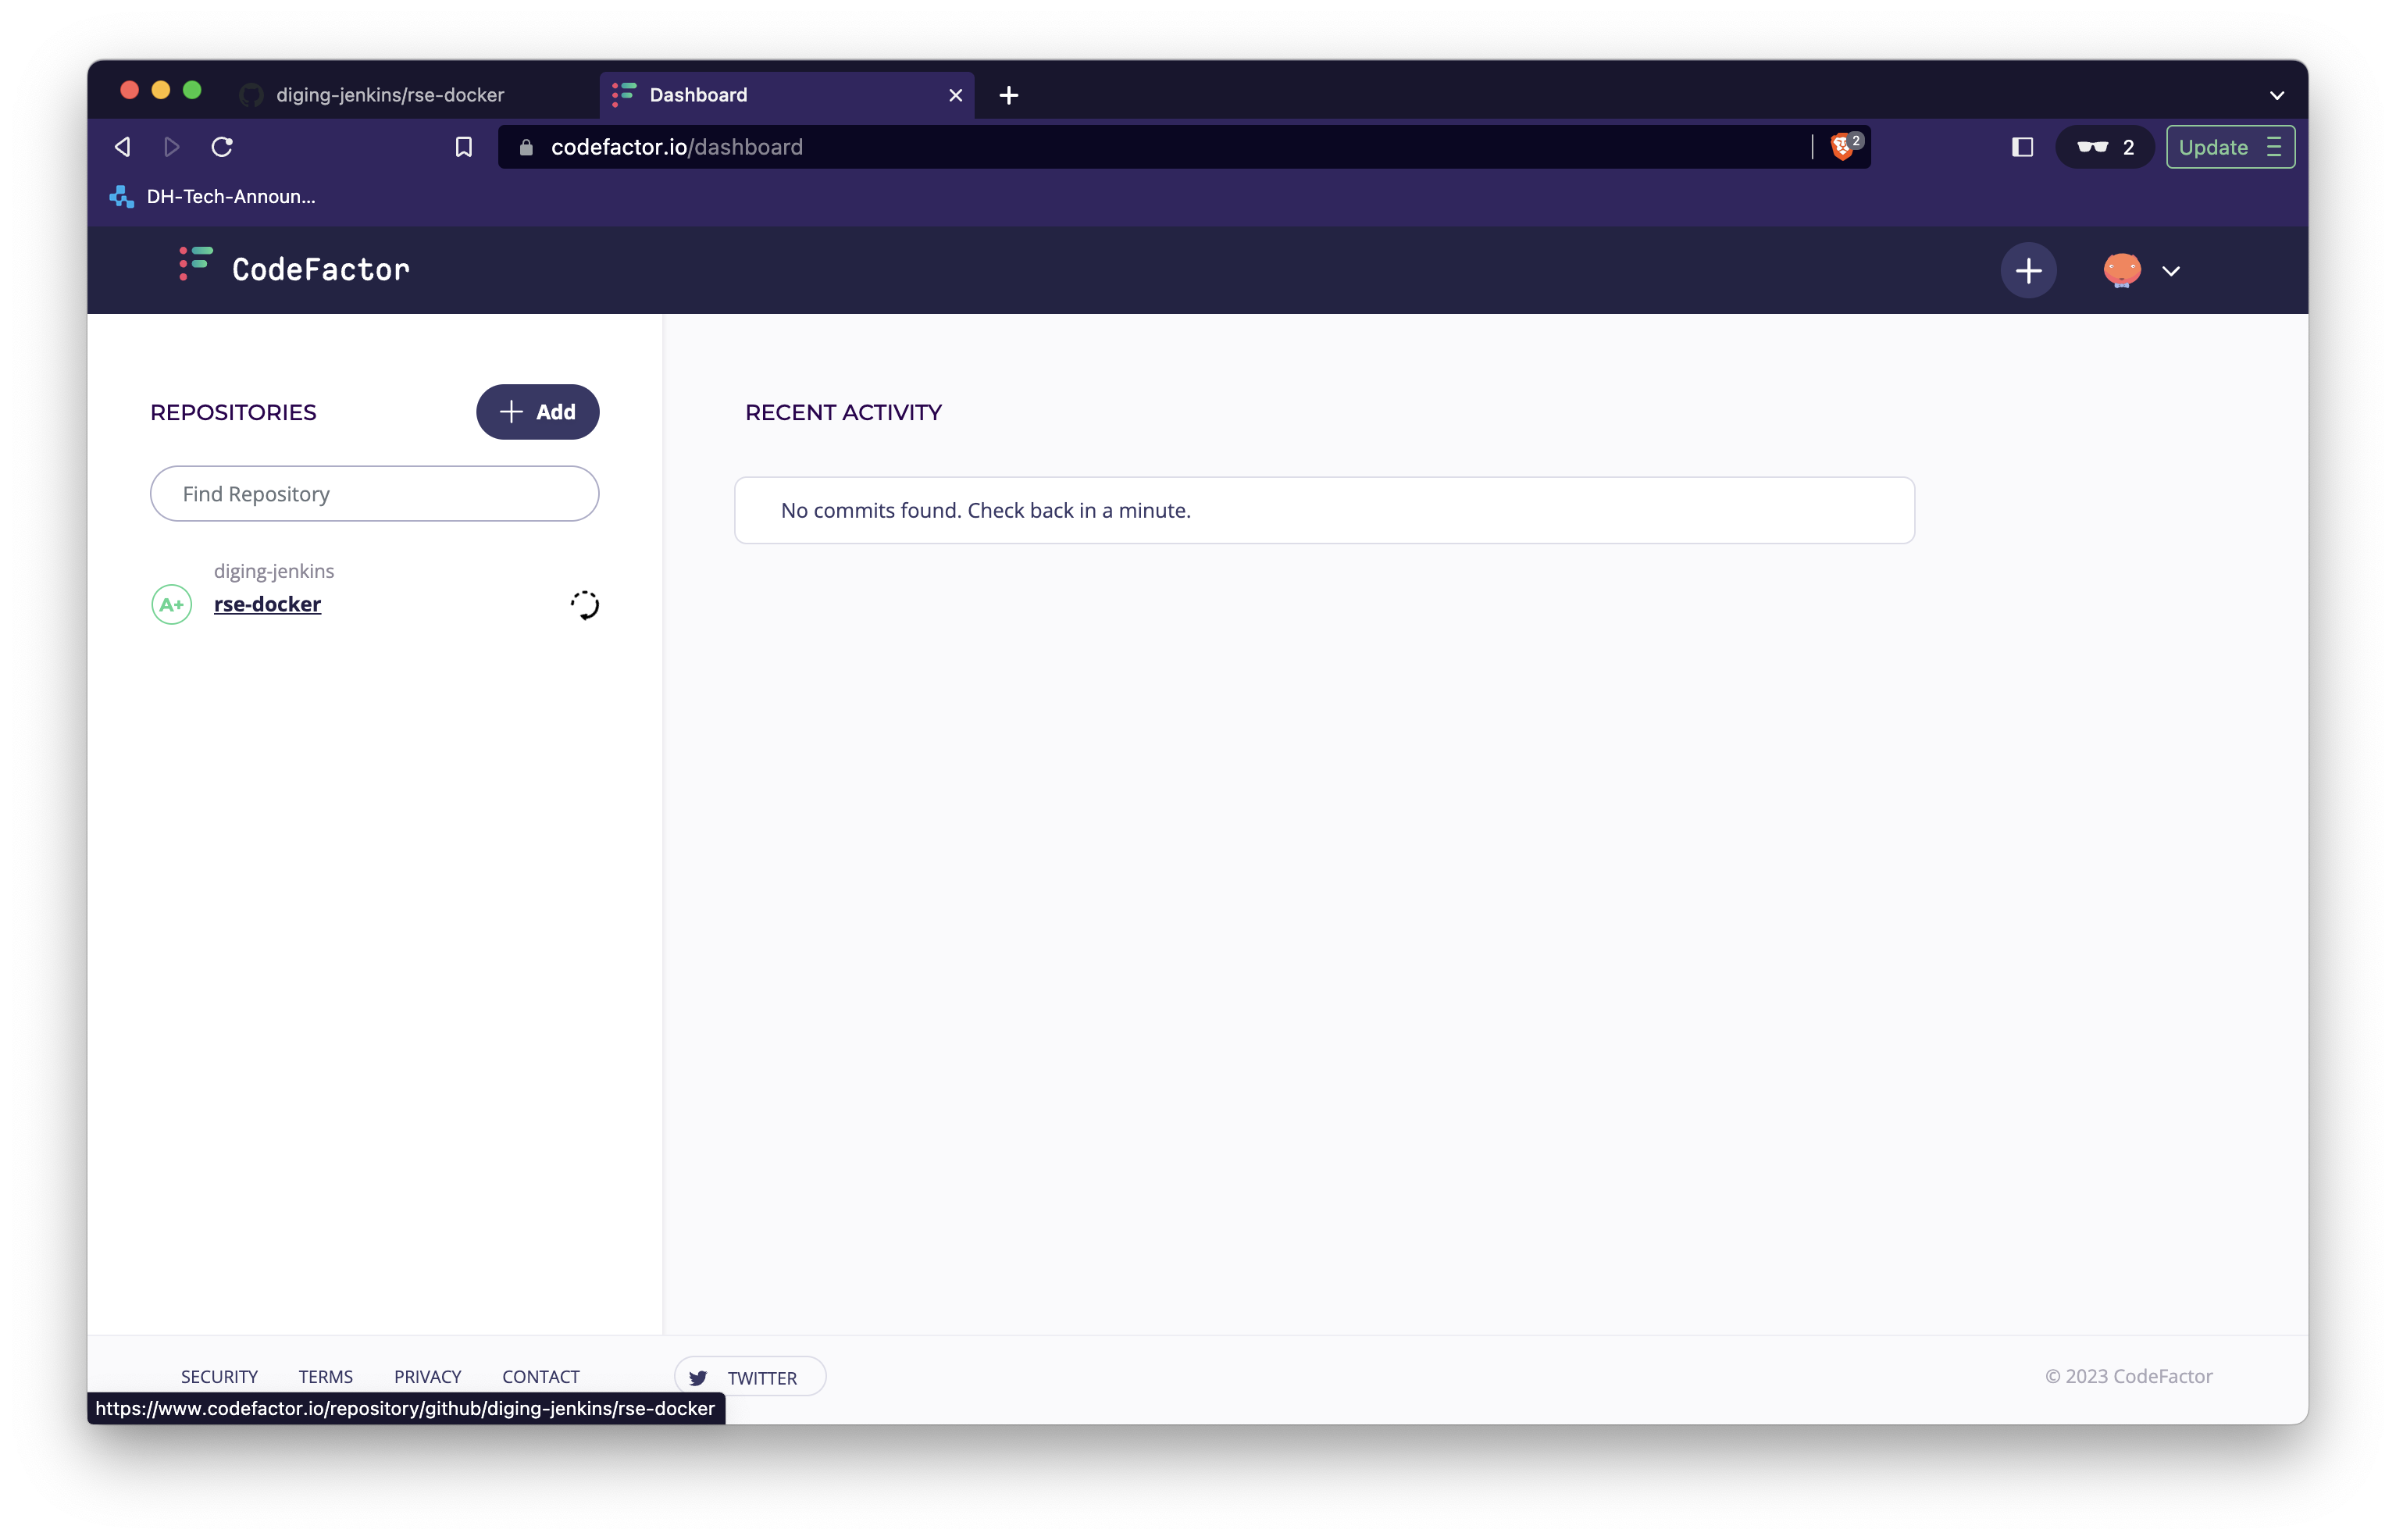 diging-jenkins/rse-docker
Dashboard
codefactor.io/dashboard
2
2
Update
DH-Tech-Announ...
CodeFactor
REPOSITORIES
Add
RECENT ACTIVITY
Find Repository
No commits found. Check back in a minute.
diging-jenkins
A+
rse-docker
SECURITY
TERMS
PRIVACY
CONTACT
TWITTER
© 2023 CodeFactor
https://www.codefactor.io/repository/github/diging-jenkins/rse-docker